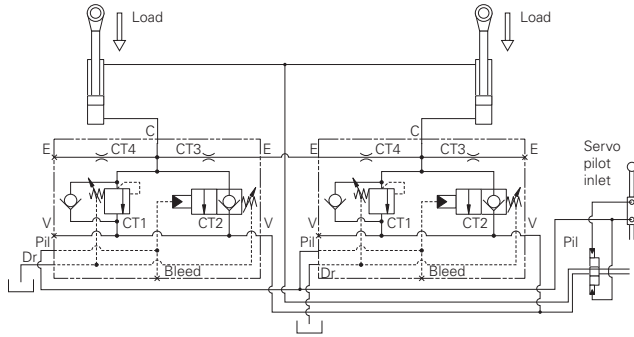 Load
Load
C
C
E
CT4
CT3
E
CT4
CT3
E
Servo
pilot
inlet
V
CT1
CT2
V
V
CT1
CT2
V
Pil
Pil
Pil
Dr
Bleed
Dr
Bleed